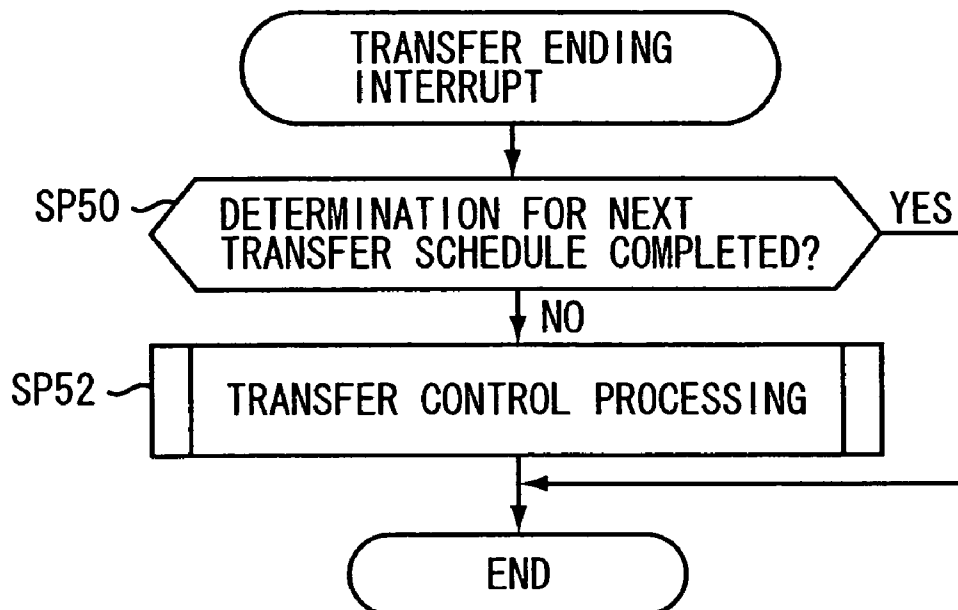 TRANSFER ENDING
INTERRUPT
SP50
DETERMINATION FOR NEXT
TRANSFER SCHEDULE COMPLETED?
YES
NO
SP52
TRANSFER CONTROL PROCESSING
END